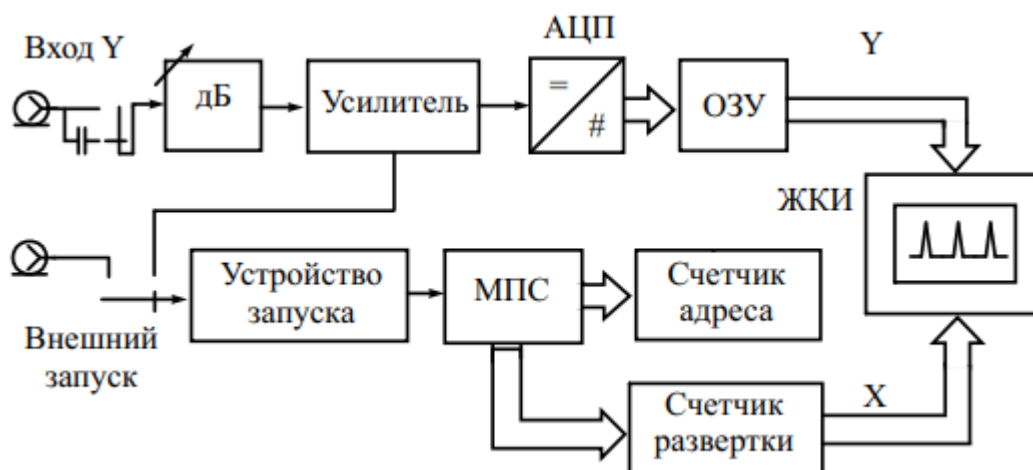 АЦП
Вход Y
Y
дБ
Усилитель
=
#
ОЗУ
ЖКИ
Устройство
запуска
МПС
Счетчик
адреса
Внешний
запуск
Счетчик
развертки
X